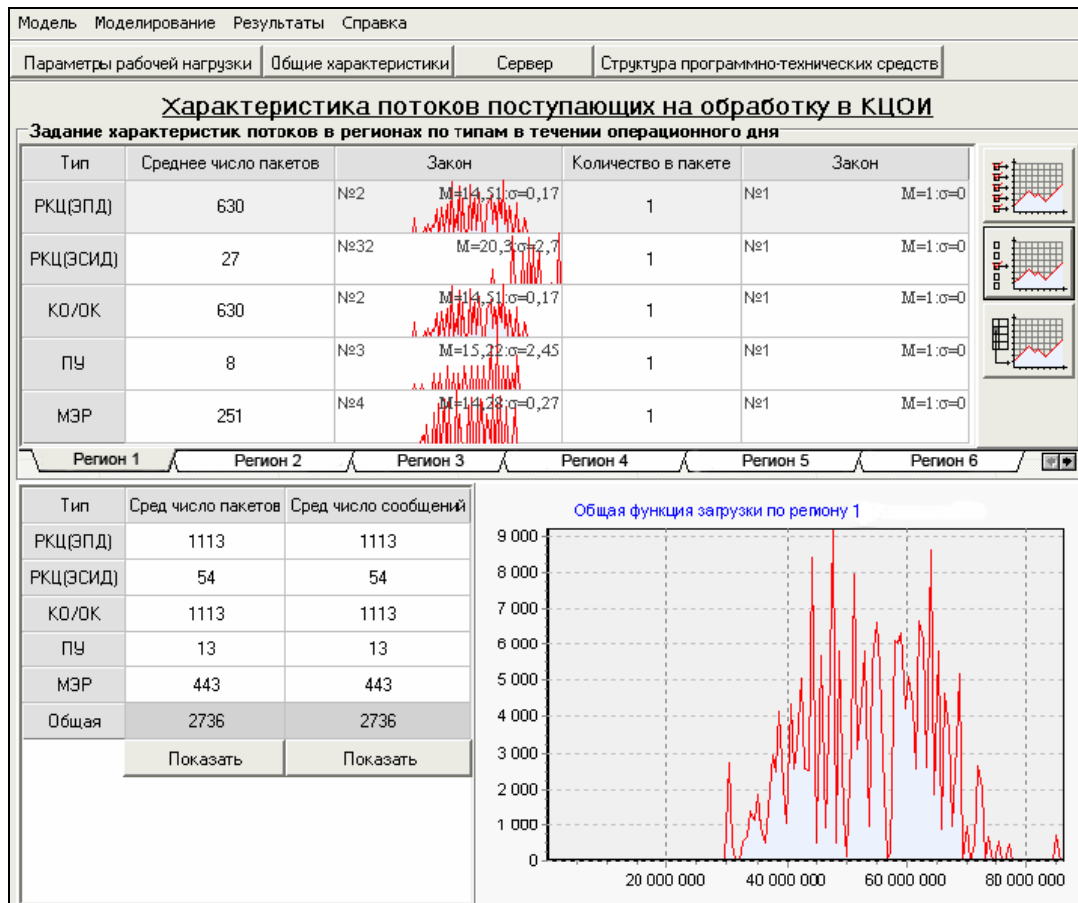 Модель Моделирование Результаты Справка
Параметры рабочей нагрузки Общие характеристики Сервер Структура программно-технических средств
Характеристика потоков поступающих на обработку в КЦОИ
Задание характеристик потоков в регионах по типам в течении операционного дня
Тип Среднее число пакетов Закон Количество в пакете Закон
РКЦ(ЭПД) 630 №2 M=14,51:σ=0,17 1 №1 M=1:σ=0
РКЦ(ЭСИД) 27 №32 M=20,3:σ=2,7 1 №1 M=1:σ=0
КО/ОК 630 №2 M=14,51:σ=0,17 1 №1 M=1:σ=0
ПУ 8 №3 M=15,22:σ=2,45 1 №1 M=1:σ=0
МЭР 251 №4 M=14,28:σ=0,27 1 №1 M=1:σ=0
Регион 1 Регион 2 Регион 3 Регион 4 Регион 5 Регион 6
Тип Сред число пакетов Сред число сообщений
РКЦ(ЭПД) 1113 1113
РКЦ(ЭСИД) 54 54
КО/ОК 1113 1113
ПУ 13 13
МЭР 443 443
Общая 2736 2736
Показать Показать
Общая функция загрузки по региону 1
9 000
8 000
7 000
6 000
5 000
4 000
3 000
2 000
1 000
0
20 000 000 40 000 000 60 000 000 80 000 000